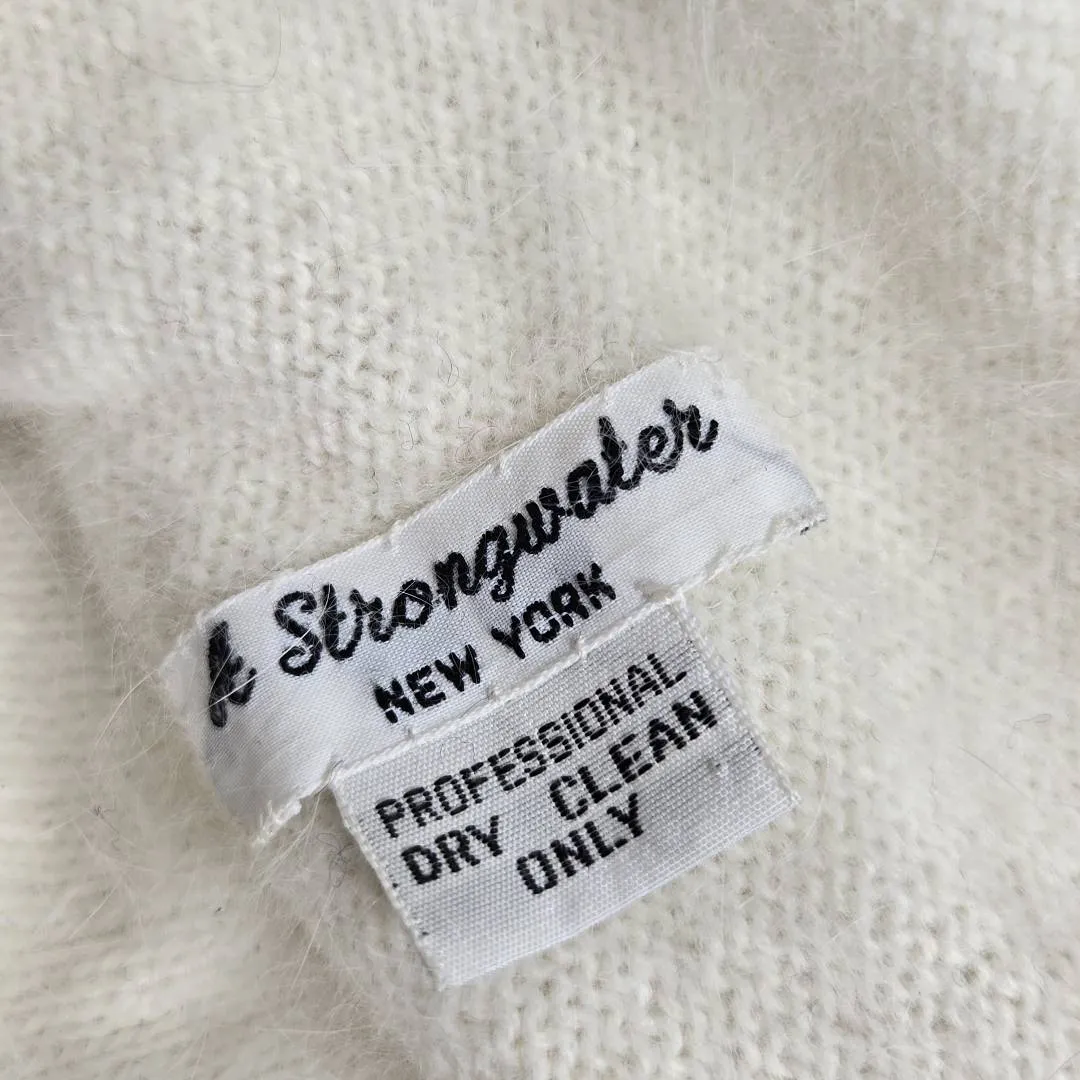 Strongwater
NEW YORK
PROFESSIONAL
DRY CLEAN
ONLY